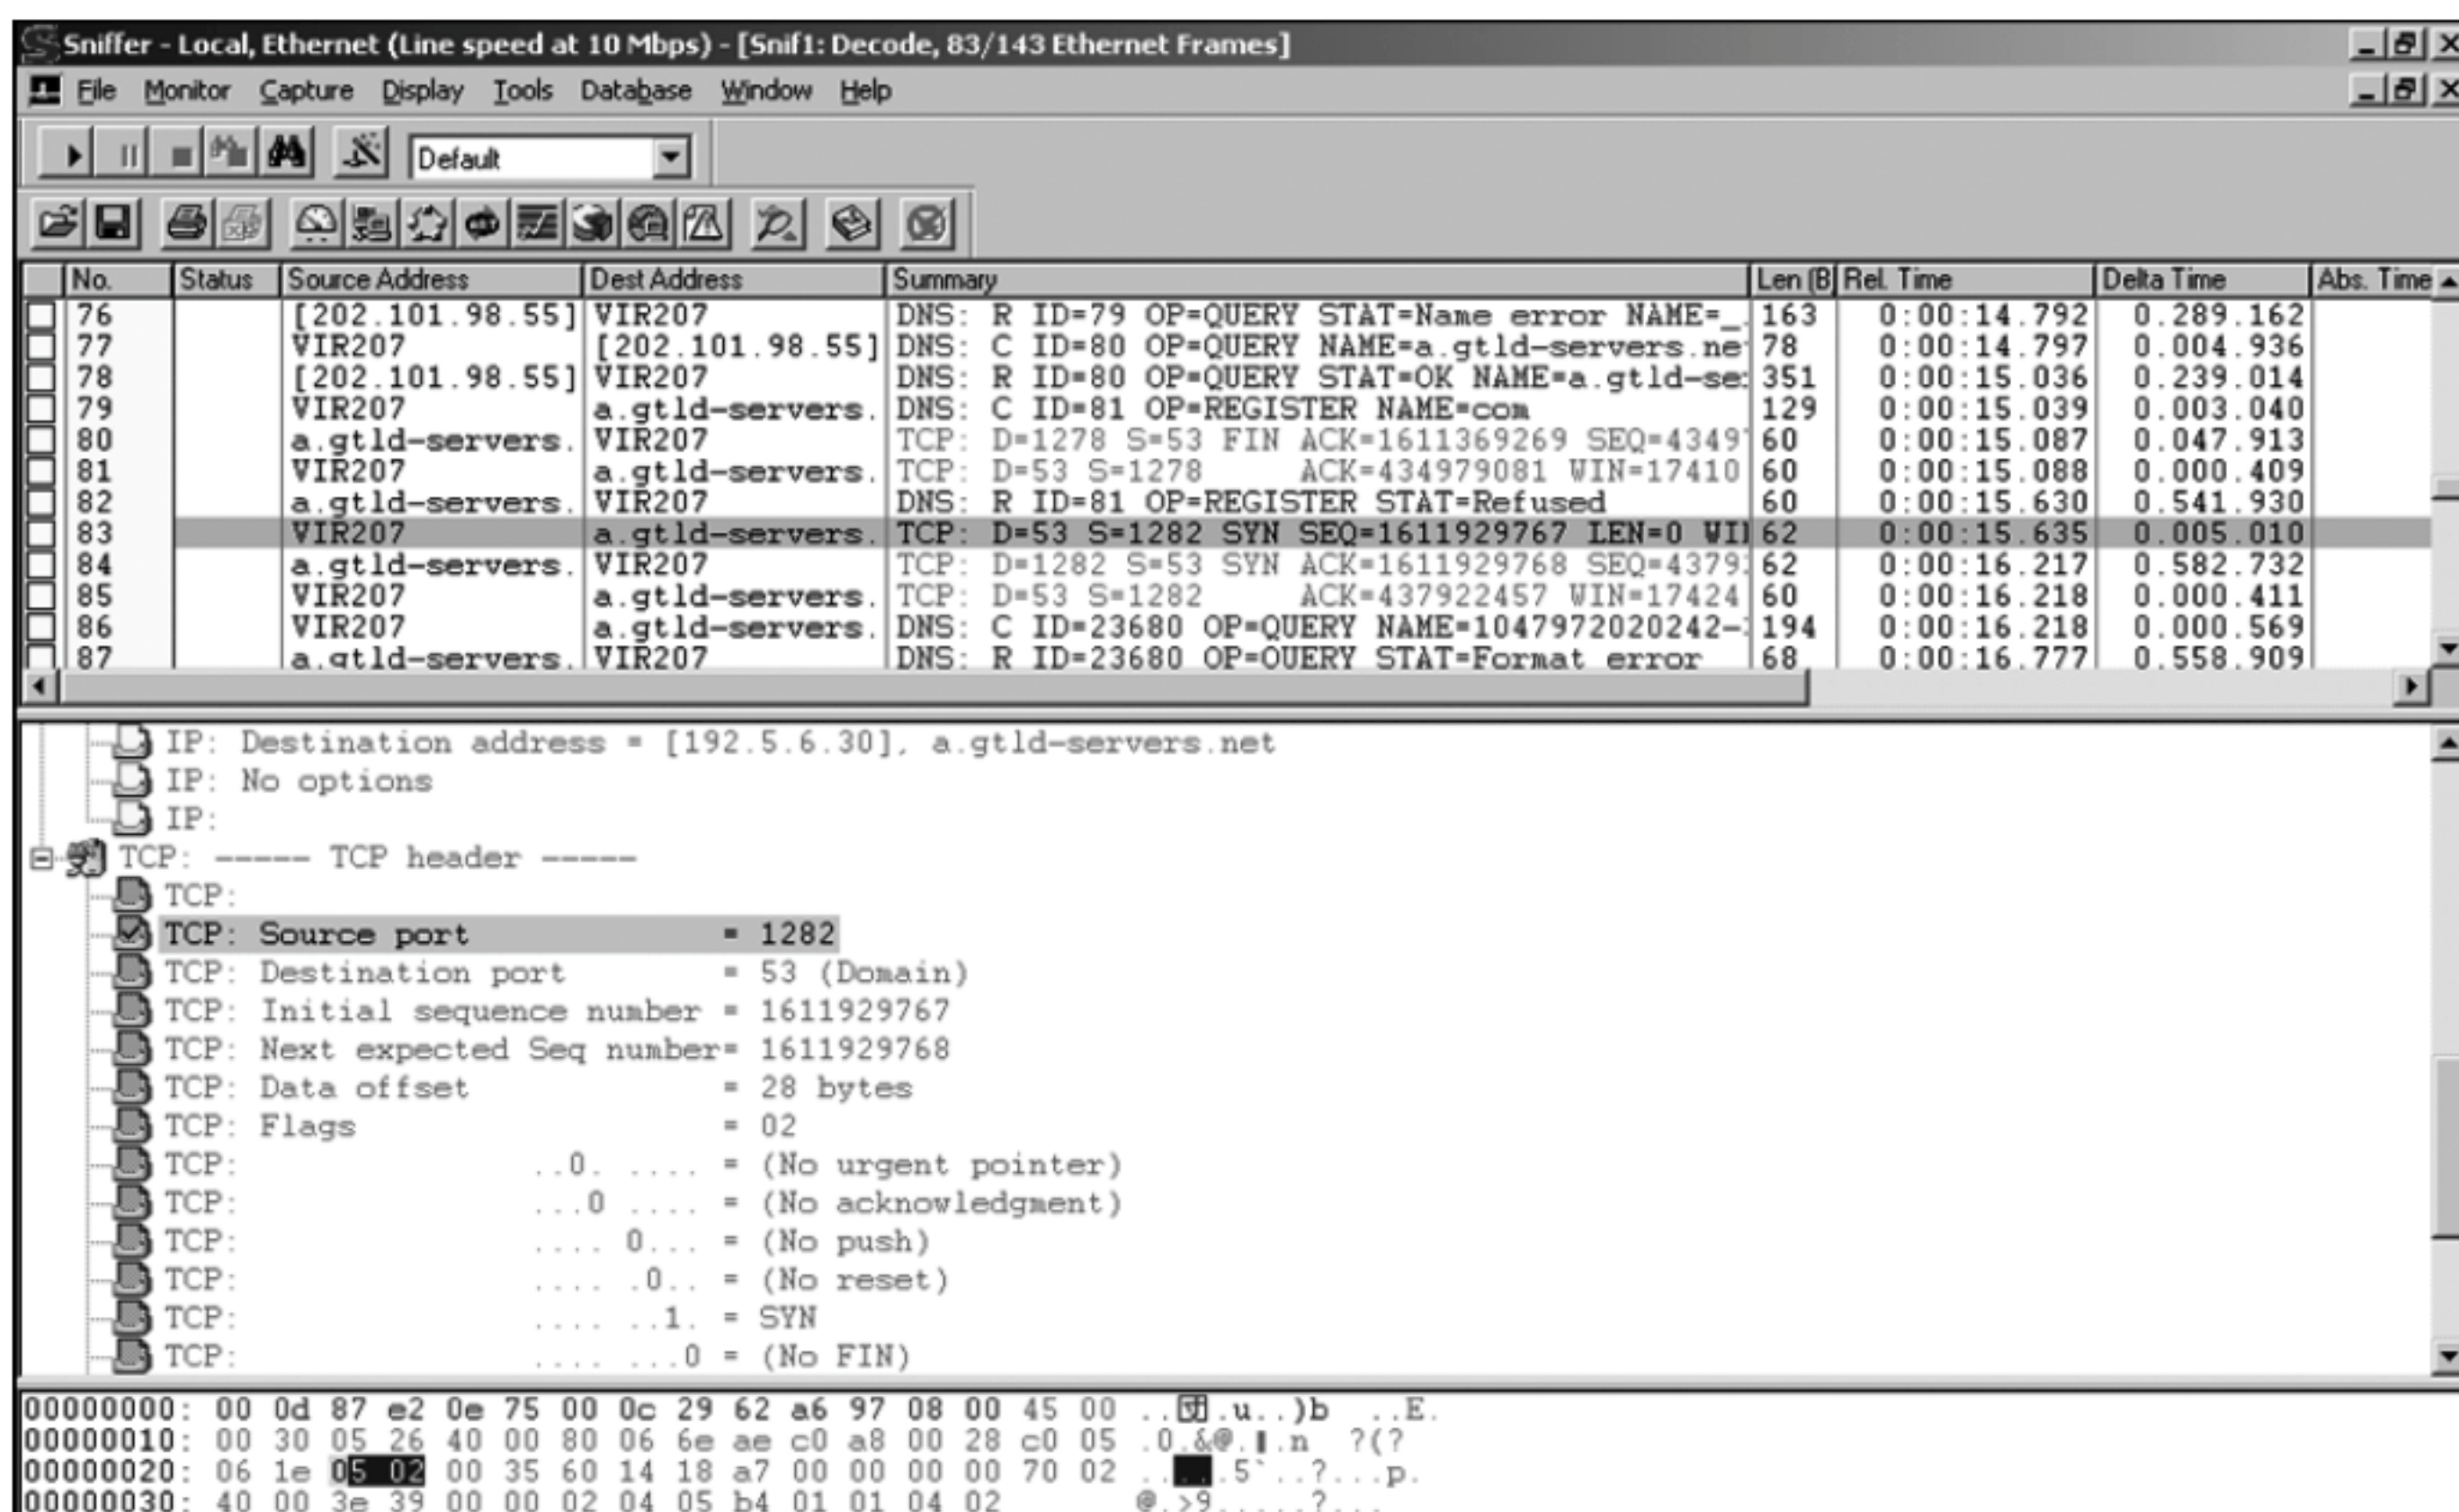 Sniffer - Local, Ethernet (Line speed at 10 Mbps) - [Snif1: Decode, 83/143 Ethernet Frames]
File Monitor Capture Display Tools Database Window Help
Default
No. Status Source Address Dest Address Summary Len (B Rel. Time Delta Time Abs. Time
76 [202.101.98.55] VIR207 DNS: R ID=79 OP=QUERY STAT=Name error NAME=_. 163 0:00:14.792 0.289.162
77 VIR207 [202.101.98.55] DNS: C ID=80 OP=QUERY NAME=a.gtld-servers.ne 78 0:00:14.797 0.004.936
78 [202.101.98.55] VIR207 DNS: R ID=80 OP=QUERY STAT=OK NAME=a.gtld-se 351 0:00:15.036 0.239.014
79 VIR207 a.gtld-servers. DNS: C ID=81 OP=REGISTER NAME=com 129 0:00:15.039 0.003.040
80 a.gtld-servers. VIR207 TCP: D=1278 S=53 FIN ACK=1611369269 SEQ=4349 60 0:00:15.087 0.047.913
81 VIR207 a.gtld-servers. TCP: D=53 S=1278 ACK=434979081 WIN=17410 60 0:00:15.088 0.000.409
82 a.gtld-servers. VIR207 DNS: R ID=81 OP=REGISTER STAT=Refused 60 0:00:15.630 0.541.930
83 VIR207 a.gtld-servers. TCP: D=53 S=1282 SYN SEQ=1611929767 LEN=0 WI 62 0:00:15.635 0.005.010
84 a.gtld-servers. VIR207 TCP: D=1282 S=53 SYN ACK=1611929768 SEQ=4379 62 0:00:16.217 0.582.732
85 VIR207 a.gtld-servers. TCP: D=53 S=1282 ACK=437922457 WIN=17424 60 0:00:16.218 0.000.411
86 VIR207 a.gtld-servers. DNS: C ID=23680 OP=QUERY NAME=1047972020242- 194 0:00:16.218 0.000.569
87 a.gtld-servers. VIR207 DNS: R ID=23680 OP=QUERY STAT=Format error 68 0:00:16.777 0.558.909
IP: Destination address = [192.5.6.30], a.gtld-servers.net
IP: No options
IP:
TCP: ----- TCP header -----
TCP:
TCP: Source port = 1282
TCP: Destination port = 53 (Domain)
TCP: Initial sequence number = 1611929767
TCP: Next expected Seq number= 1611929768
TCP: Data offset = 28 bytes
TCP: Flags = 02
TCP: ..0. .... = (No urgent pointer)
TCP: ...0 .... = (No acknowledgment)
TCP: .... 0... = (No push)
TCP: .... .0.. = (No reset)
TCP: .... ..1. = SYN
TCP: .... ...0 = (No FIN)
00000000: 00 0d 87 e2 0e 75 00 0c 29 62 a6 97 08 00 45 00 .u..)b ..E.
00000010: 00 30 05 26 40 00 80 06 6e ae c0 a8 00 28 c0 05 .0.&@. .n ?(?
00000020: 06 1e 05 02 00 35 60 14 18 a7 00 00 00 00 70 02 .5`..?...p.
00000030: 40 00 3e 39 00 00 02 04 05 b4 01 01 04 02 @.>9.....?...